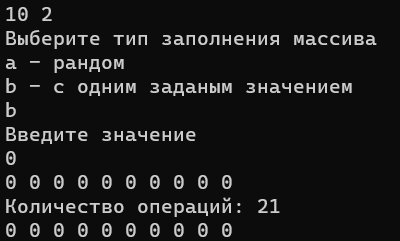 10 2
Выберите тип заполнения массива
а - рандом
b - с одним заданым значением
b
Введите значение
0
0 0 0 0 0 0 0 0 0 0
Количество операций: 21
0 0 0 0 0 0 0 0 0 0